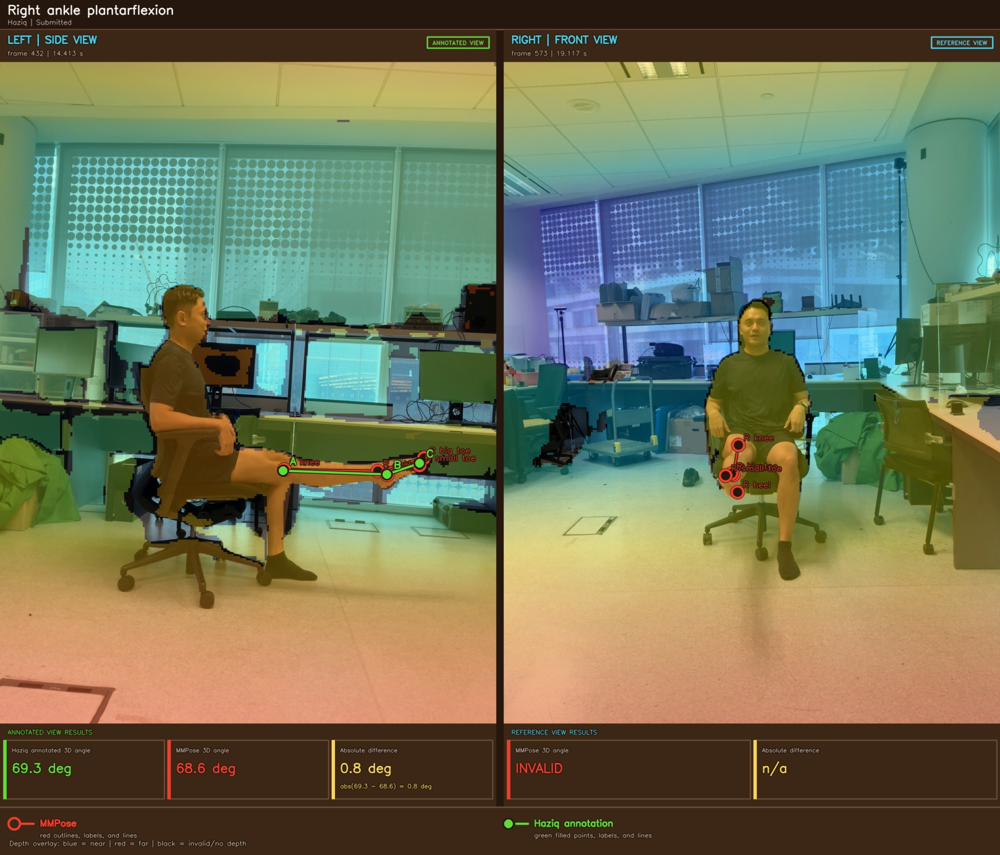 Right ankle plantarflexion
Haziq | Submitted
LEFT | SIDE VIEW
frame 432 | 14.413 s
ANNOTATED VIEW
RIGHT | FRONT VIEW
frame 573 | 19.117 s
REFERENCE VIEW
A knee
B
C
R big toe
small toe
R knee
R small toe
R heel
ANNOTATED VIEW RESULTS
Haziq annotated 3D angle
69.3 deg
MMPose 3D angle
68.6 deg
Absolute difference
0.8 deg
abs(69.3 - 68.6) = 0.8 deg
REFERENCE VIEW RESULTS
MMPose 3D angle
INVALID
Absolute difference
n/a
MMPose
red outlines, labels, and lines
Depth overlay: blue = near | red = far | black = invalid/no depth
Haziq annotation
green filled points, labels, and lines